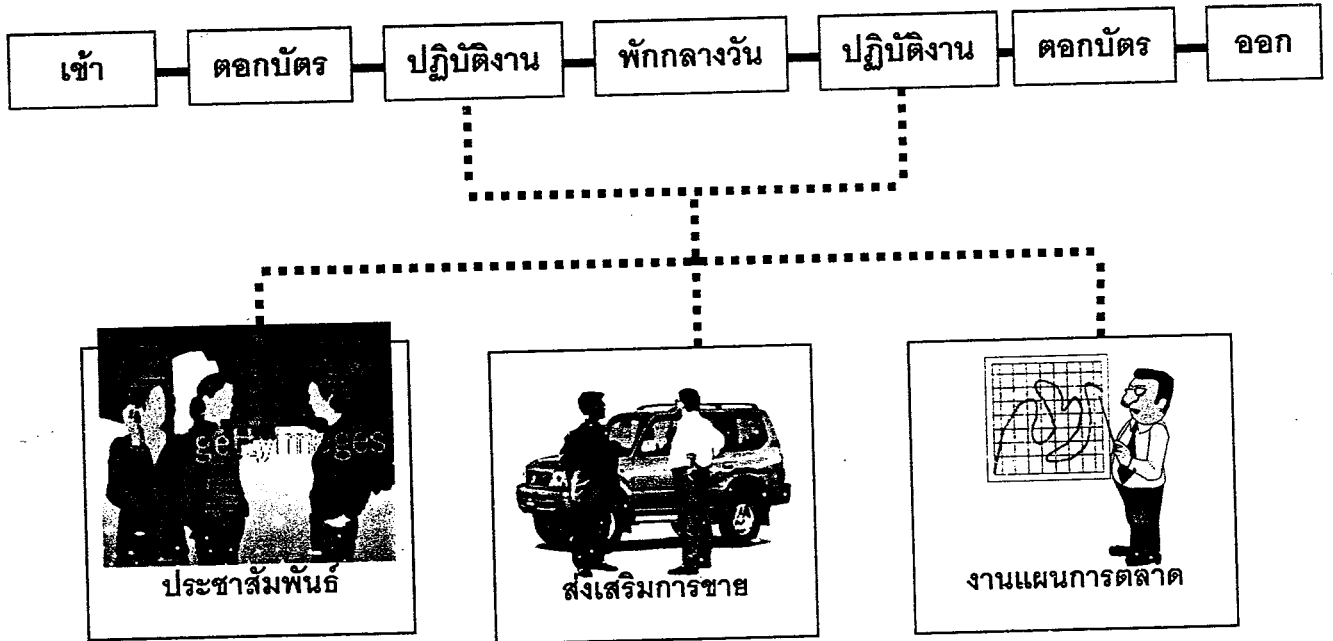 เข้า
ตอกบัตร
ปฏิบัติงาน
พักกลางวัน
ปฏิบัติงาน
ตอกบัตร
ออก
gettyimages
ประชาสัมพันธ์
ส่งเสริมการขาย
งานแผนการตลาด